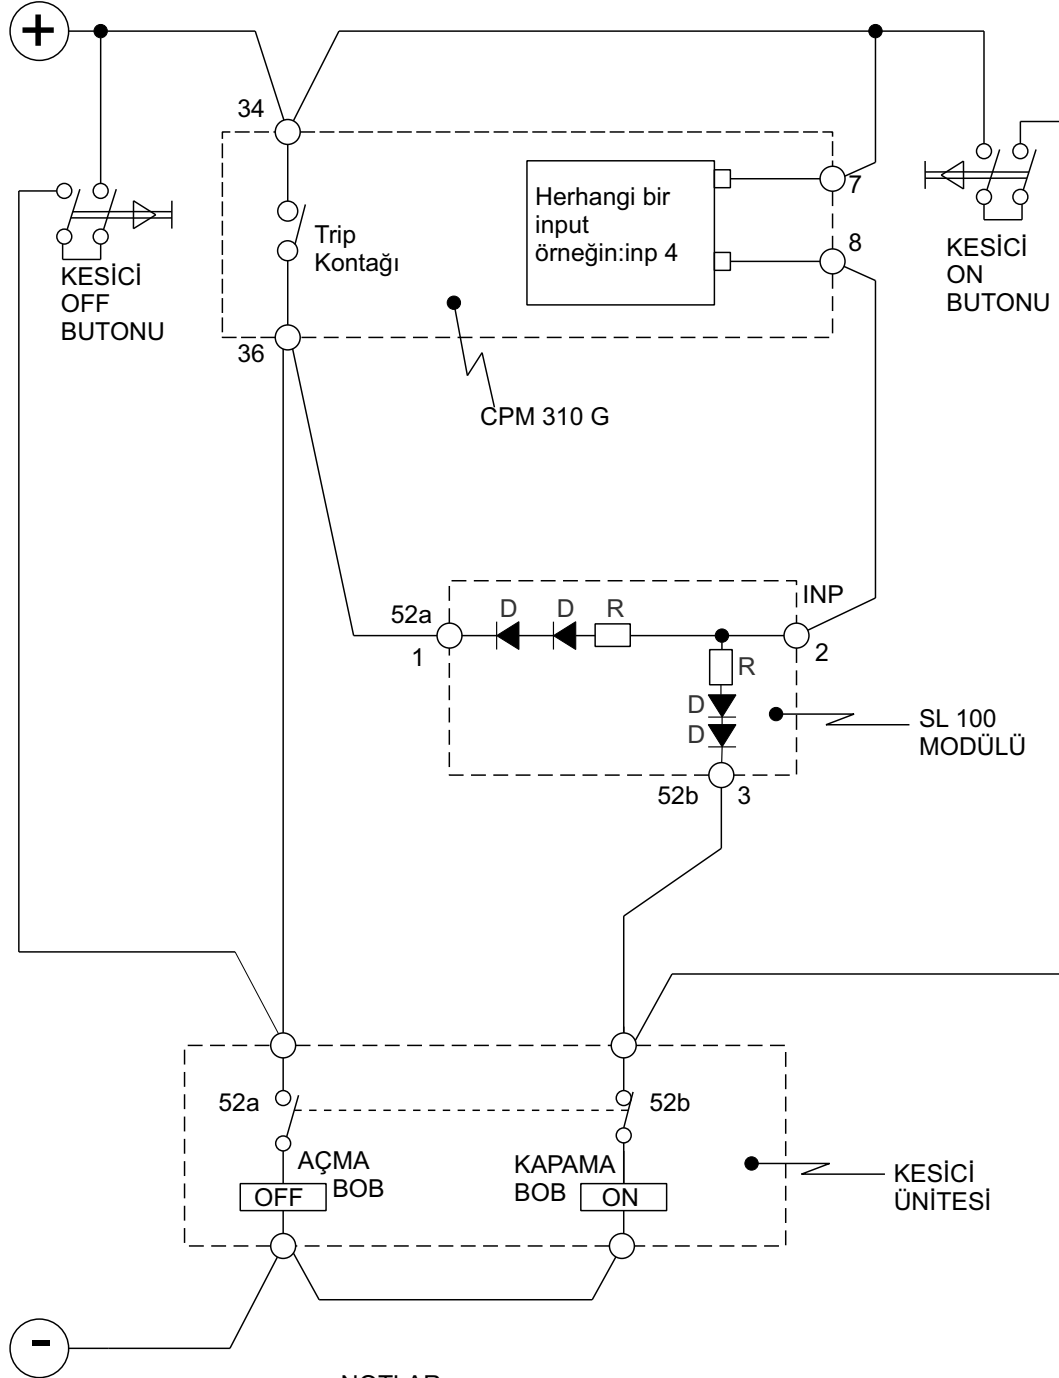 +
34
Herhangi bir
input
örneğin:inp 4
7
8
Trip
Kontağı
KESİCİ
OFF
BUTONU
KESİCİ
ON
BUTONU
36
CPM 310 G
52a
D
D
R
INP
1
2
R
D
D
SL 100
MODÜLÜ
52b
3
52a
52b
AÇMA
BOB
OFF
KAPAMA
BOB
ON
KESİCİ
ÜNİTESİ
-
NOTLAR